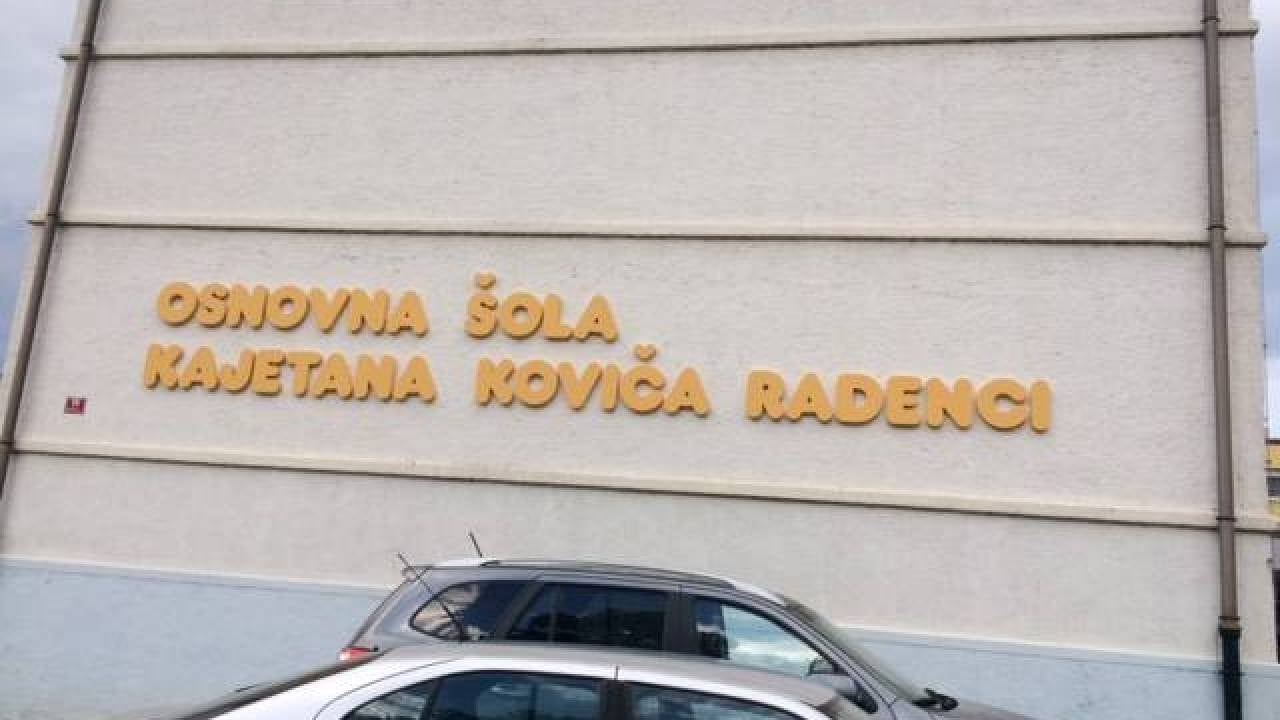 OSNOVNA ŠOLA
KAJETANA KOVIČA RADENCI